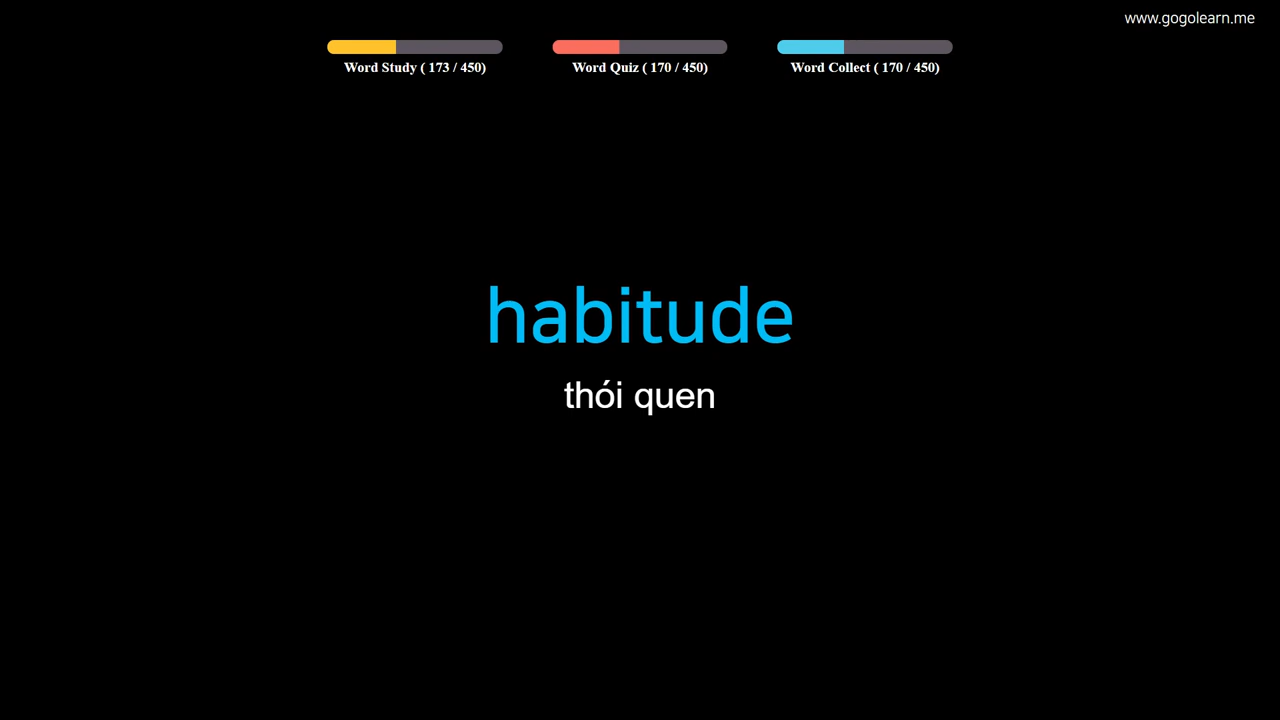 www.gogolearn.me
Word Study ( 173 / 450)
Word Quiz ( 170 / 450)
Word Collect ( 170 / 450)
habitude
thói quen